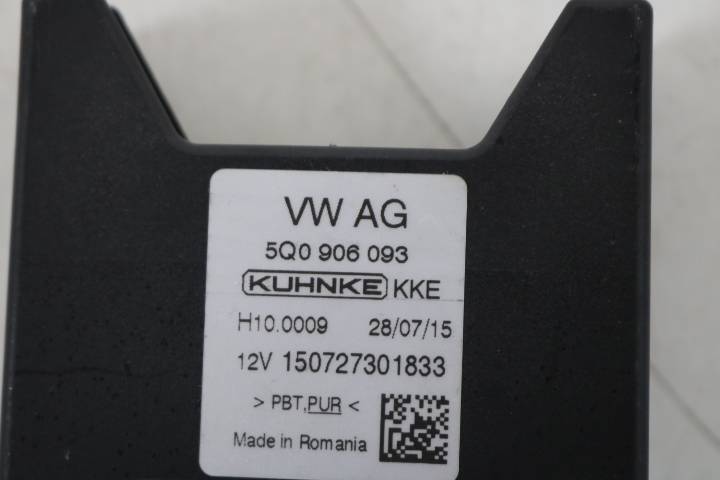 VW AG
5Q0 906 093
KUHNKE KKE
H10.0009 28/07/15
12V 150727301833
> PBT,PUR <
Made in Romania